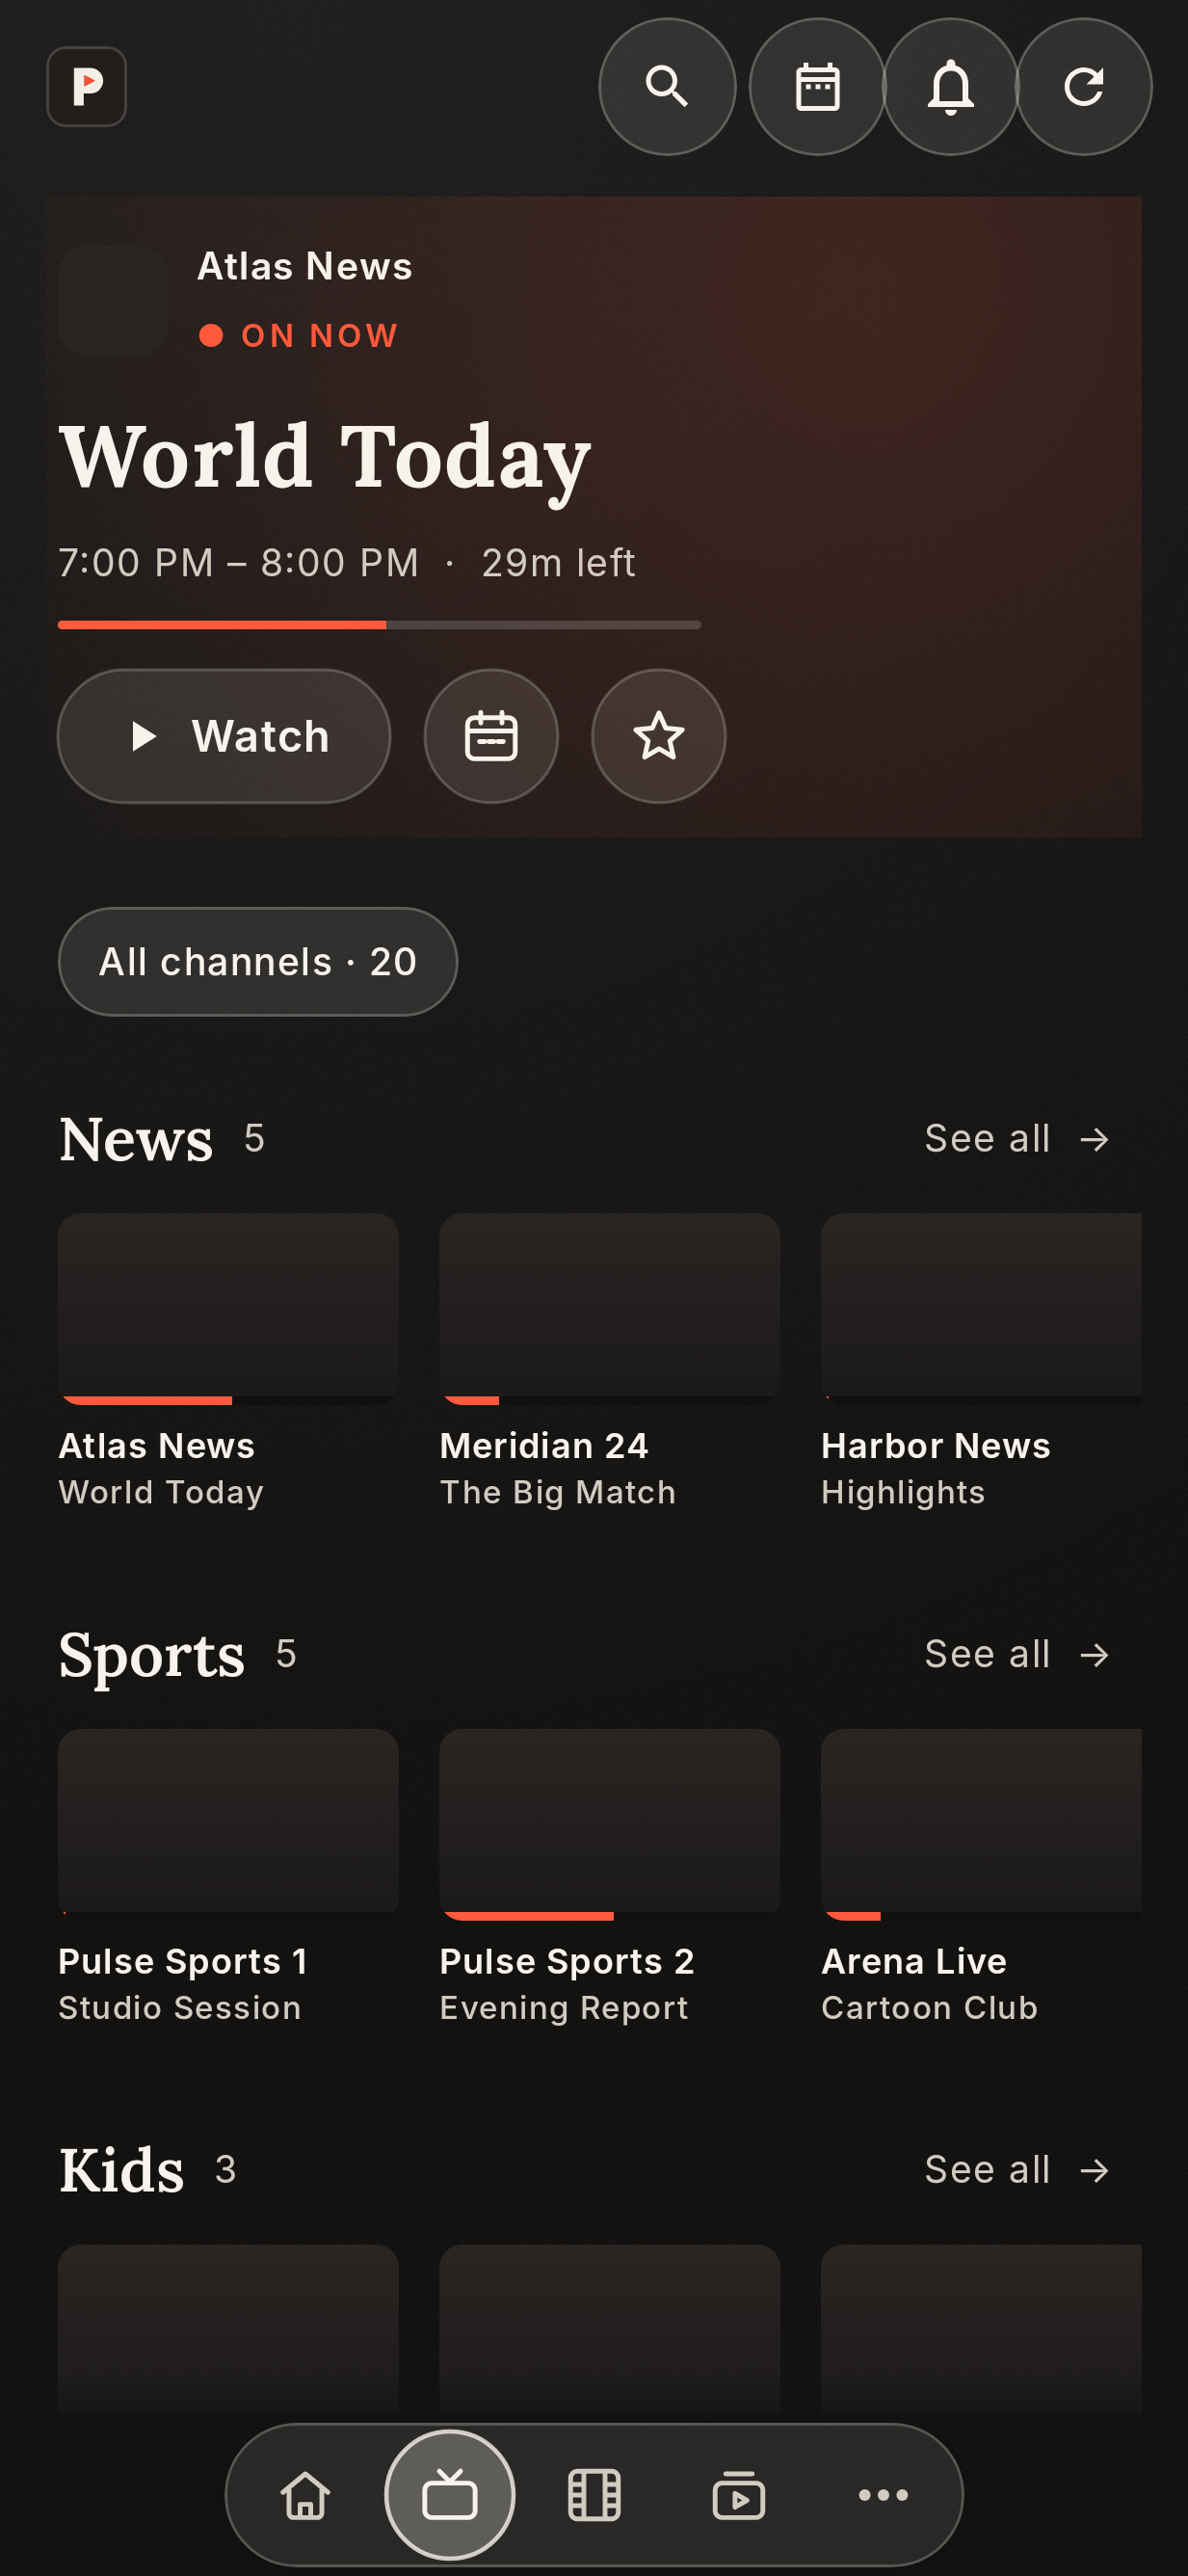 P
Atlas News
ON NOW
World Today
7:00 PM – 8:00 PM · 29m left
Watch
All channels · 20
News 5
See all →
Atlas News
World Today
Meridian 24
The Big Match
Harbor News
Highlights
Sports 5
See all →
Pulse Sports 1
Studio Session
Pulse Sports 2
Evening Report
Arena Live
Cartoon Club
Kids 3
See all →